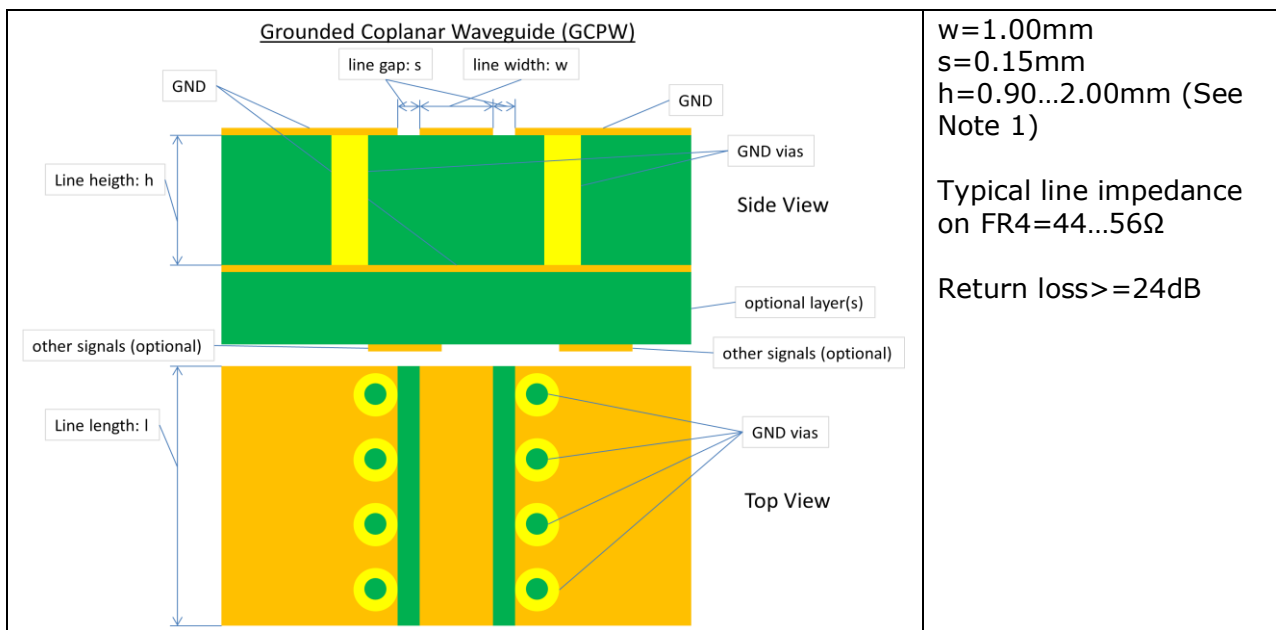 Grounded Coplanar Waveguide (GCPW)
line gap: s
line width: w
GND
GND
GND vias
Line heigth: h
Side View
optional layer(s)
other signals (optional)
other signals (optional)
Line length: l
GND vias
Top View
w=1.00mm
s=0.15mm
h=0.90...2.00mm (See
Note 1)
Typical line impedance
on FR4=44...56Ω
Return loss>=24dB